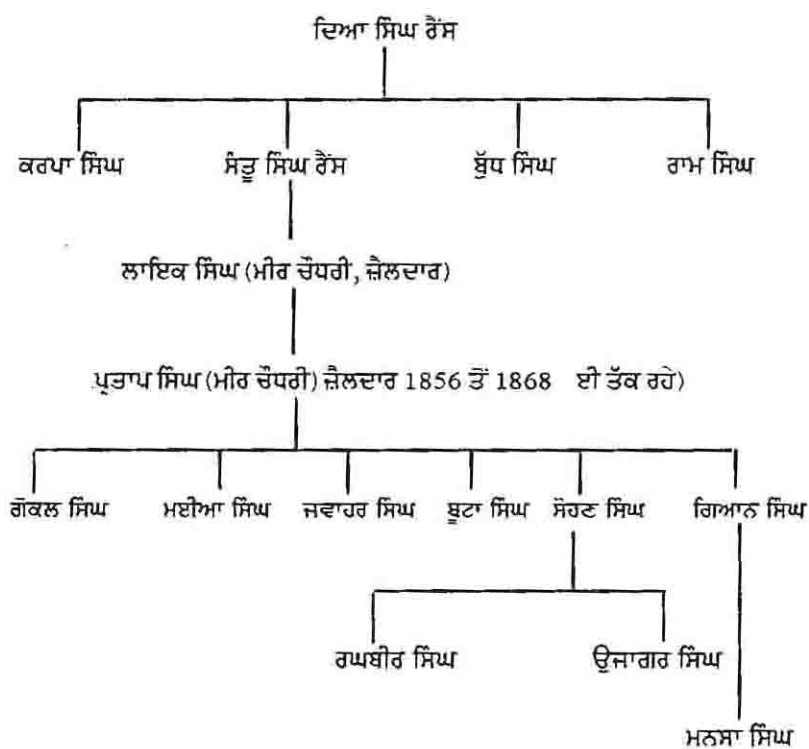 ਦਿਆ ਸਿੰਘ ਰੈਂਸ
ਕਰਪਾ ਸਿੰਘ ਸੰਤੂ ਸਿੰਘ ਰੈਂਸ ਬੁੱਧ ਸਿੰਘ ਰਾਮ ਸਿੰਘ
ਲਾਇਕ ਸਿੰਘ (ਮੀਰ ਚੌਧਰੀ, ਜ਼ੈਲਦਾਰ)
ਪ੍ਰਤਾਪ ਸਿੰਘ (ਮੀਰ ਚੌਧਰੀ) ਜ਼ੈਲਦਾਰ 1856 ਤੋਂ 1868 ਈ ਤੱਕ ਰਹੇ)
ਗੋਕਲ ਸਿੰਘ ਮਈਆ ਸਿੰਘ ਜਵਾਹਰ ਸਿੰਘ ਬੂਟਾ ਸਿੰਘ ਸੋਹਣ ਸਿੰਘ ਗਿਆਨ ਸਿੰਘ
ਰਘਬੀਰ ਸਿੰਘ ਉਜਾਗਰ ਸਿੰਘ
ਮਨਸਾ ਸਿੰਘ